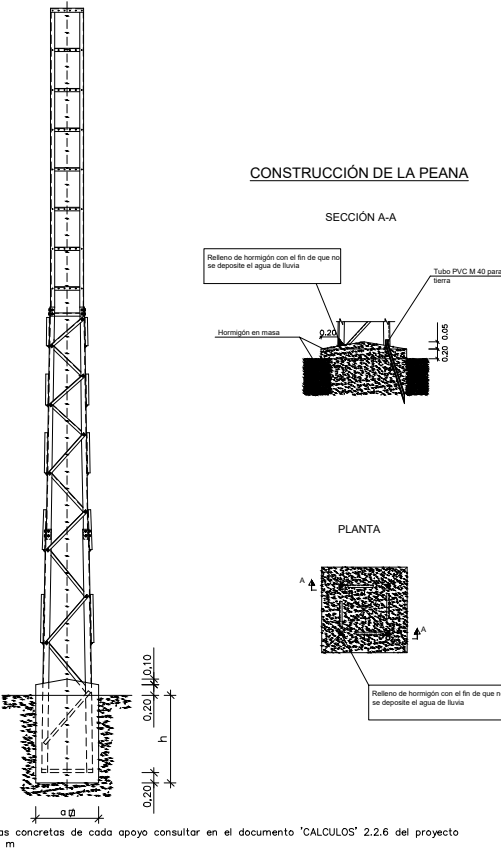 CONSTRUCCIÓN DE LA PEANA
SECCIÓN A-A
Relleno de hormigón con el fin de que no
se deposite el agua de lluvia
Tubo PVC M 40 para
tierra
Hormigón en masa
0.20
0.05
0.20
PLANTA
A
A
Relleno de hormigón con el fin de que no
se deposite el agua de lluvia
0,10
0,20
h
0,20
a
as concretas de cada apoyo consultar en el documento 'CALCULOS' 2.2.6 del proyecto
m